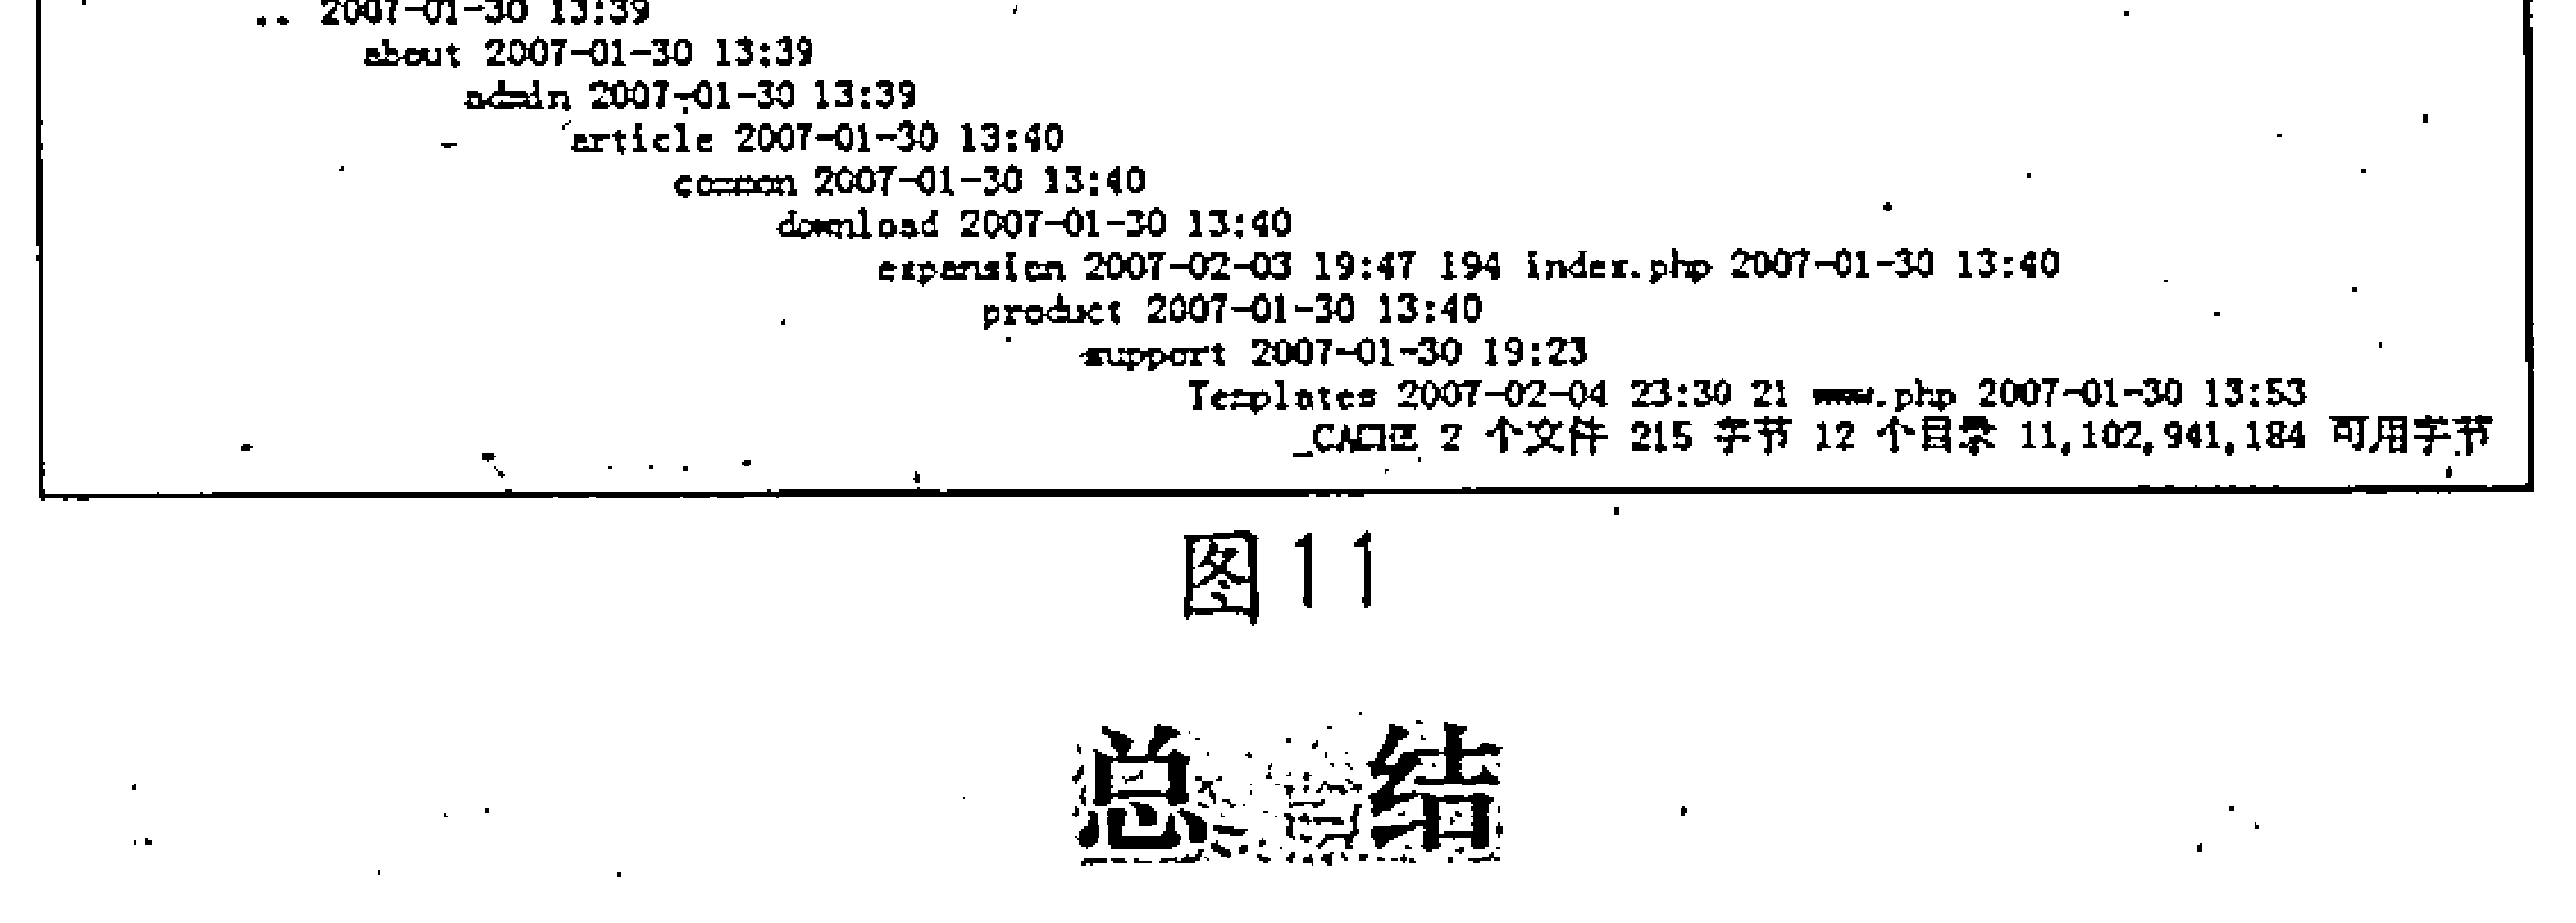 .. 2007-01-30 13:39
about 2007-01-30 13:39
admin 2007-01-30 13:39
article 2007-01-30 13:40
common 2007-01-30 13:40
download 2007-01-30 13:40
expansion 2007-02-03 19:47 194 index.php 2007-01-30 13:40
product 2007-01-30 13:40
support 2007-01-30 19:23
Templates 2007-02-04 23:30 21 www.php 2007-01-30 13:53
_CACHE 2 个文件 215 字节 12 个目录 11,102,941,184 可用字节
图11
总 结